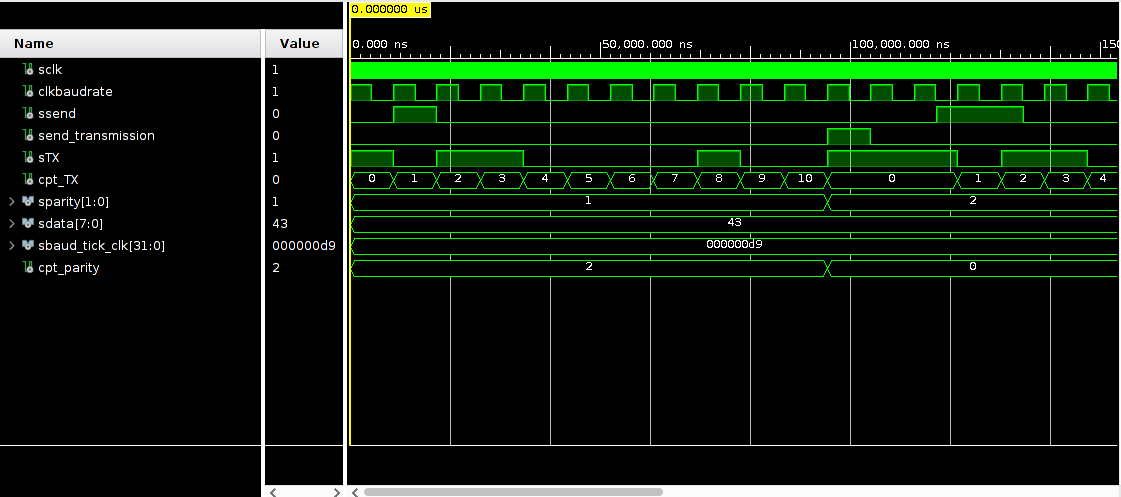 0.000000 us
Name Value 0.000 ns 50,000.000 ns 100,000.000 ns 150
sclk 1
clkbaudrate 1
ssend 0
send_transmission 0
sTX 1
cpt_TX 0 0 1 2 3 4 5 6 7 8 9 10 0 1 2 3 4
sparity[1:0] 1 1 2
sdata[7:0] 43 43
sbaud_tick_clk[31:0] 000000d9 000000d9
cpt_parity 2 2 0